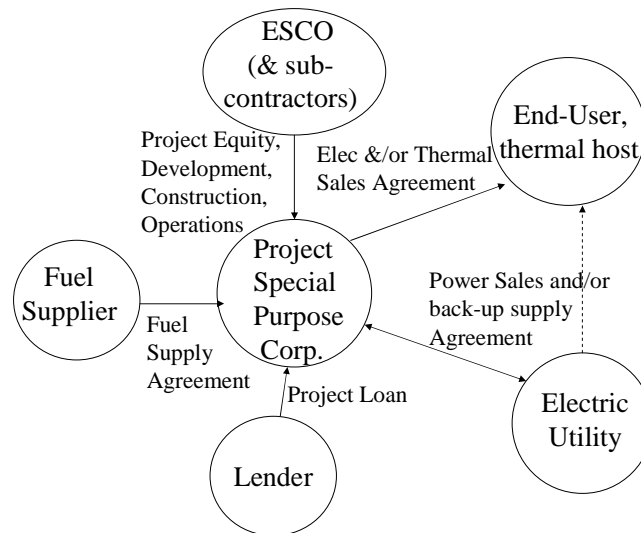 ESCO
(& sub-
contractors)
End-User,
thermal host
Project Equity,
Development,
Construction,
Operations
Elec &/or Thermal
Sales Agreement
Fuel
Supplier
Project
Special
Purpose
Corp.
Power Sales and/or
back-up supply
Agreement
Fuel
Supply
Agreement
Project Loan
Electric
Utility
Lender